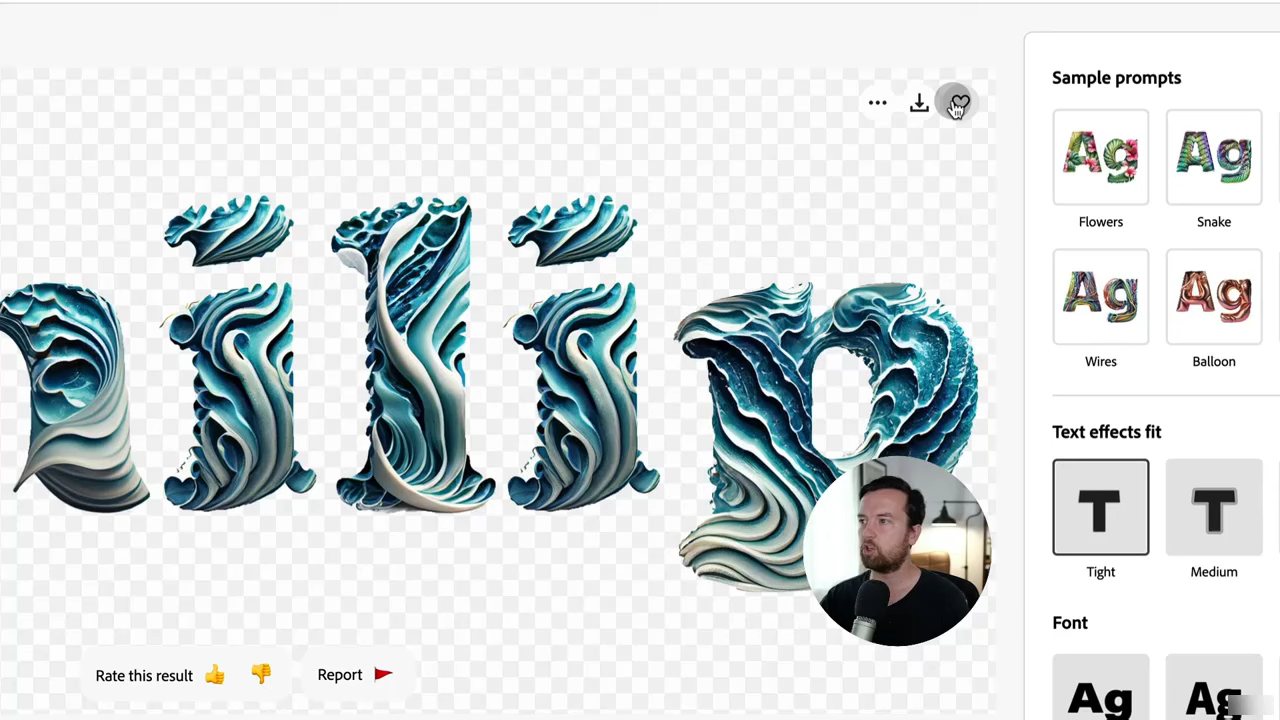 ilip
Sample prompts
Ag Ag
Flowers Snake
Ag Ag
Wires Balloon
Text effects fit
T T
Tight Medium
Font
Ag Ag
Rate this result
Report